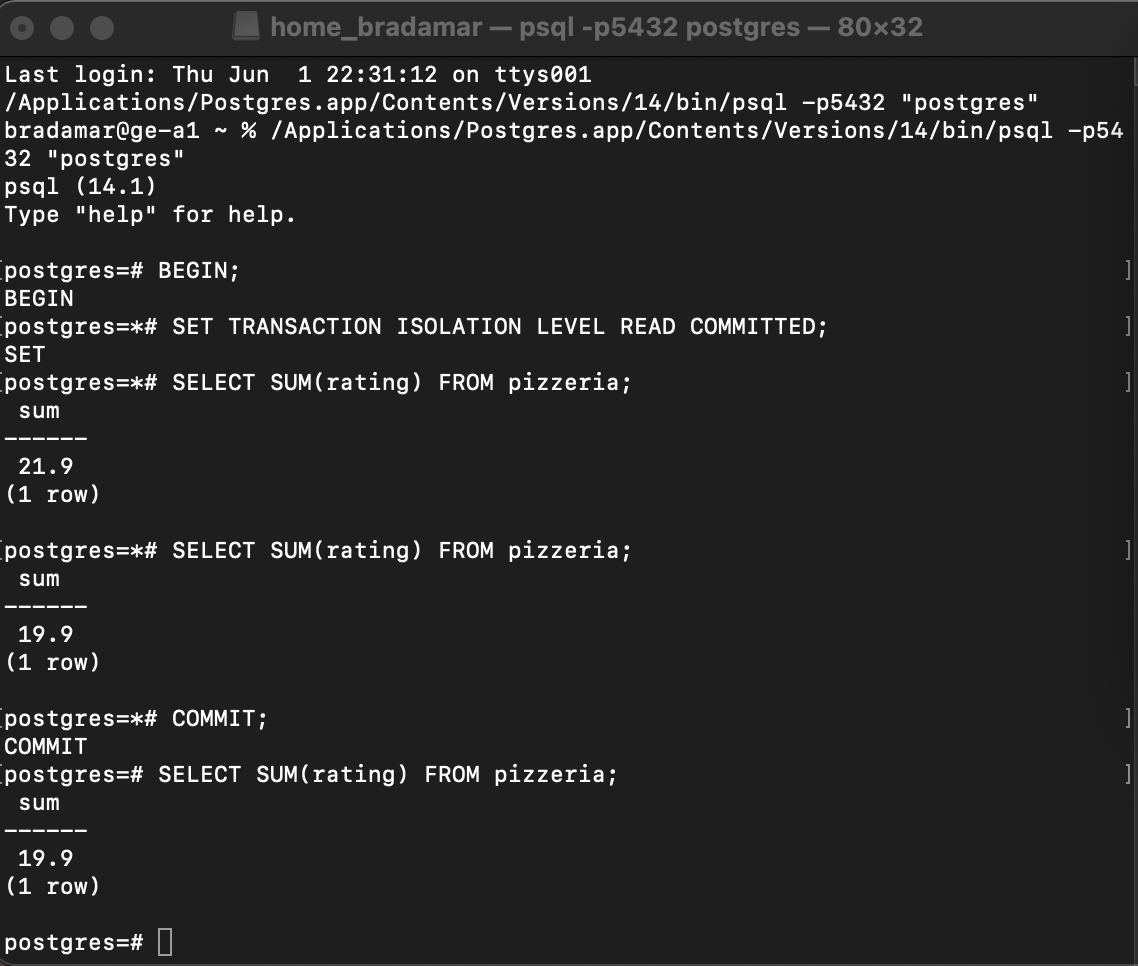 home_bradamar — psql -p5432 postgres — 80×32
Last login: Thu Jun  1 22:31:12 on ttys001
/Applications/Postgres.app/Contents/Versions/14/bin/psql -p5432 "postgres"
bradamar@ge-a1 ~ % /Applications/Postgres.app/Contents/Versions/14/bin/psql -p54
32 "postgres"
psql (14.1)
Type "help" for help.

[postgres=# BEGIN; ]
BEGIN
[postgres=*# SET TRANSACTION ISOLATION LEVEL READ COMMITTED; ]
SET
[postgres=*# SELECT SUM(rating) FROM pizzeria; ]
 sum
------
 21.9
(1 row)

[postgres=*# SELECT SUM(rating) FROM pizzeria; ]
 sum
------
 19.9
(1 row)

[postgres=*# COMMIT; ]
COMMIT
[postgres=# SELECT SUM(rating) FROM pizzeria; ]
 sum
------
 19.9
(1 row)

postgres=#